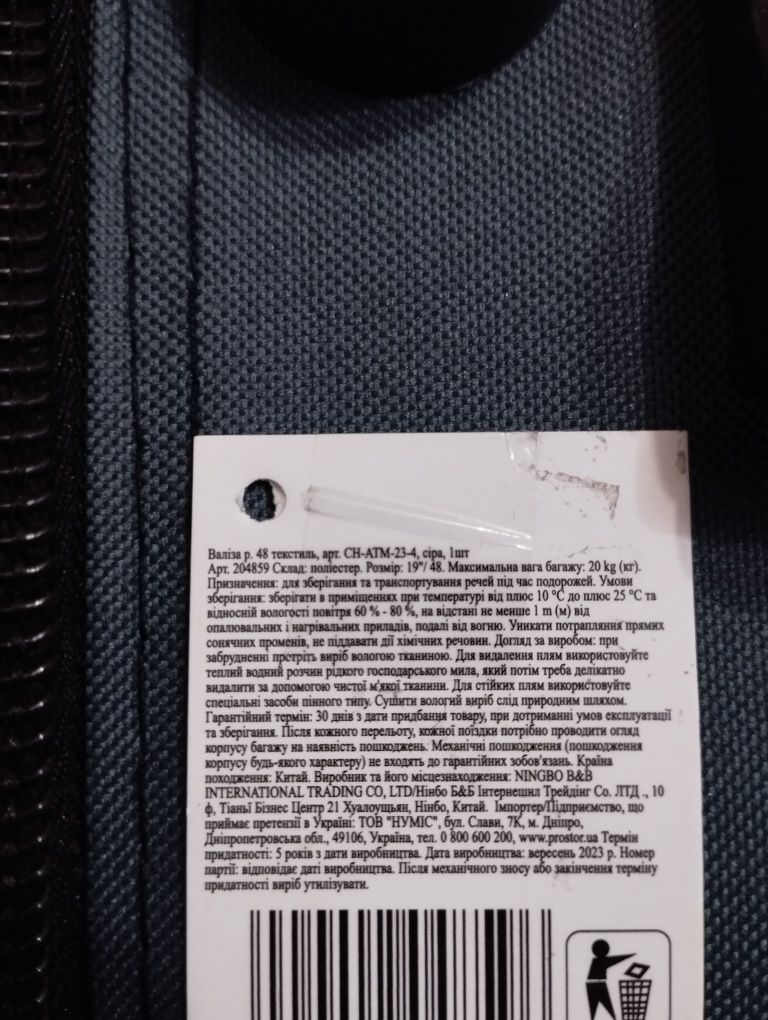 Валіза р. 48 текстиль, арт. CH-ATM-23-4, сіра, 1шт
Арт. 204859 Склад: поліестер. Розмір: 19"/ 48. Максимальна вага багажу: 20 kg (кг).
Призначення: для зберігання та транспортування речей під час подорожей. Умови
зберігання: зберігати в приміщеннях при температурі від плюс 10 °С до плюс 25 °С та
відносній вологості повітря 60 % - 80 %, на відстані не менше 1 m (м) від
опалювальних і нагрівальних приладів, подалі від вогню. Уникати потрапляння прямих
сонячних променів, не піддавати дії хімічних речовин. Догляд за виробом: при
забрудненні протріть виріб вологою тканиною. Для видалення плям використовуйте
теплий водний розчин рідкого господарського мила, який потім треба делікатно
видалити за допомогою чистої м'якої тканини. Для стійких плям використовуйте
спеціальні засоби пінного типу. Сушити вологий виріб слід природним шляхом.
Гарантійний термін: 30 днів з дати придбання товару, при дотриманні умов експлуатації
та зберігання. Після кожного перельоту, кожної поїздки потрібно проводити огляд
корпусу багажу на наявність пошкоджень. Механічні пошкодження (пошкодження
корпусу будь-якого характеру) не входять до гарантійних зобов'язань. Країна
походження: Китай. Виробник та його місцезнаходження: NINGBO B&B
INTERNATIONAL TRADING CO, LTD/Нінбо Б&Б Інтернешнл Трейдінг Со. ЛТД ., 10
ф, Тіаньї Бізнес Центр 21 Хуалоущьян, Нінбо, Китай. Імпортер/Підприємство, що
приймає претензії в Україні: ТОВ "НУМІС", бул. Слави, 7К, м. Дніпро,
Дніпропетровська обл., 49106, Україна, тел. 0 800 600 200, www.prostor.ua Термін
придатності: 5 років з дати виробництва. Дата виробництва: вересень 2023 р. Номер
партії: відповідає даті виробництва. Після механічного зносу або закінчення терміну
придатності виріб утилізувати.